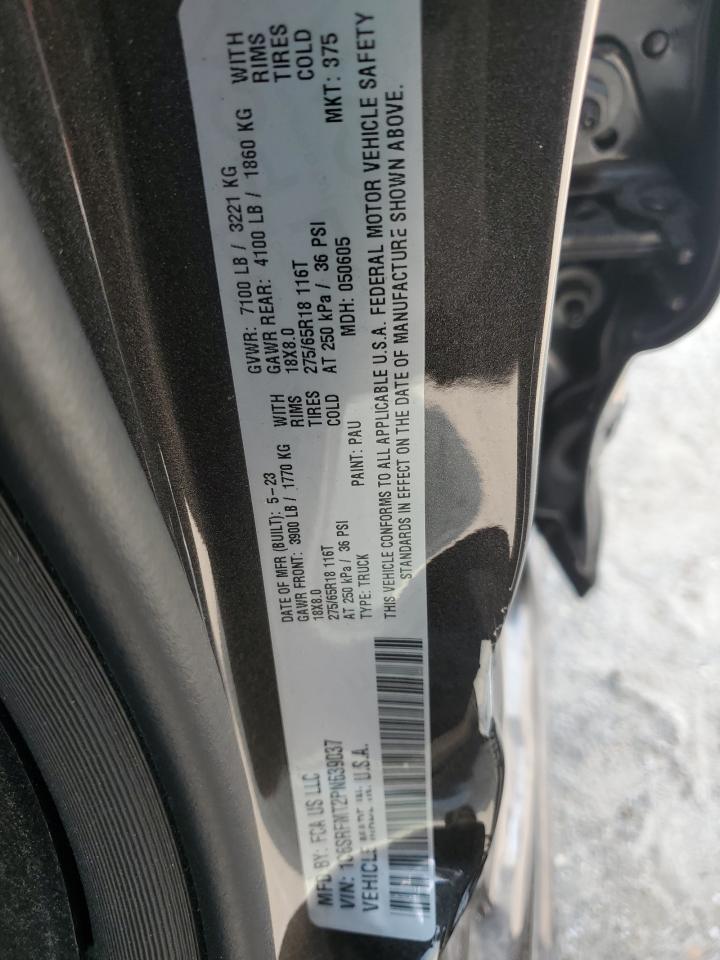 MFD BY: FCA US LLC
VIN: 1C6SRFMT2PN639037
VEHICLE MADE IN: U.S.A.
DATE OF MFR (BUILT): 5-23
GAWR FRONT: 3900 LB / 1770 KG WITH
18X8.0 RIMS
275/65R18 116T TIRES
AT 250 kPa / 36 PSI COLD
TYPE: TRUCK PAINT: PAU
GVWR: 7100 LB / 3221 KG
GAWR REAR: 4100 LB / 1860 KG WITH
18X8.0 RIMS
275/65R18 116T TIRES
AT 250 kPa / 36 PSI COLD
MDH: 050605 MKT: 375
THIS VEHICLE CONFORMS TO ALL APPLICABLE U.S.A. FEDERAL MOTOR VEHICLE SAFETY
STANDARDS IN EFFECT ON THE DATE OF MANUFACTURE SHOWN ABOVE.